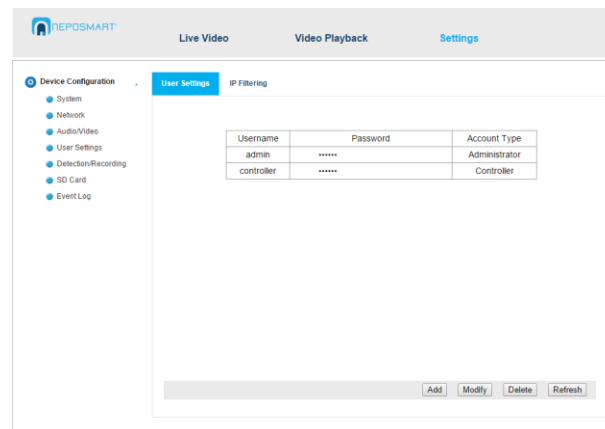 NEPOSMART
Live Video Video Playback Settings
Device Configuration
System
Network
Audio/Video
User Settings
Detection/Recording
SD Card
Event Log
User Settings IP Filtering
Username Password Account Type
admin •••••• Administrator
controller •••••• Controller
Add Modify Delete Refresh